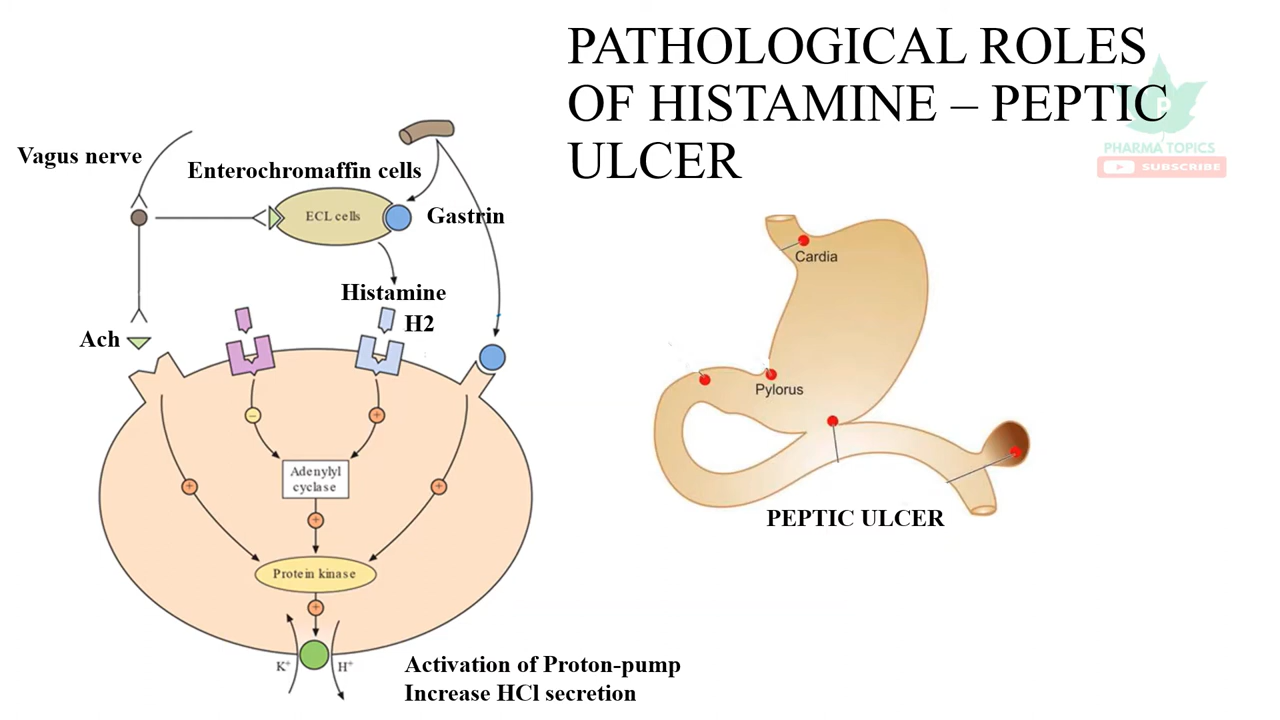 PATHOLOGICAL ROLES
OF HISTAMINE – PEPTIC
ULCER
P
PHARMA TOPICS
SUBSCRIBE
Vagus nerve
Enterochromaffin cells
ECL cells
Gastrin
Histamine
H2
Ach
–
+
Adenylyl
cyclase
+
+
+
Protein kinase
+
K+
H+
Activation of Proton-pump
Increase HCl secretion
Cardia
Pylorus
PEPTIC ULCER